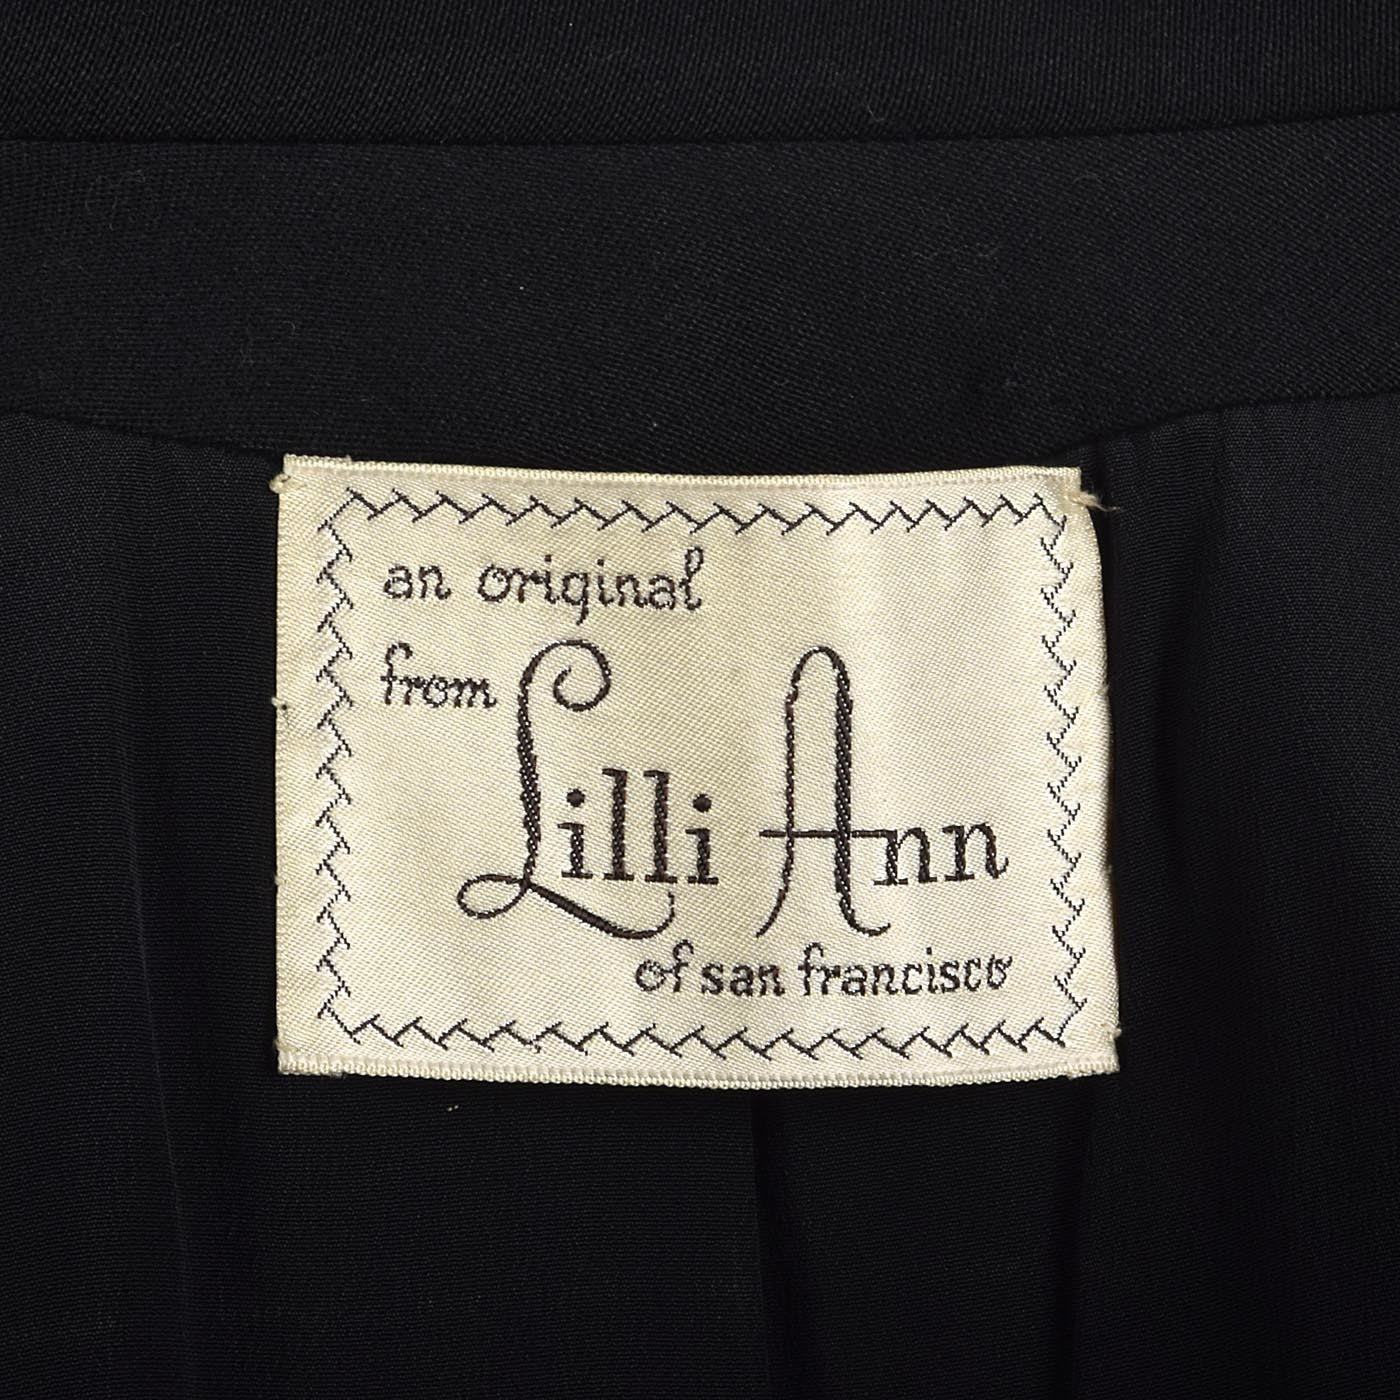 an original
from Lilli Ann
of san francisco